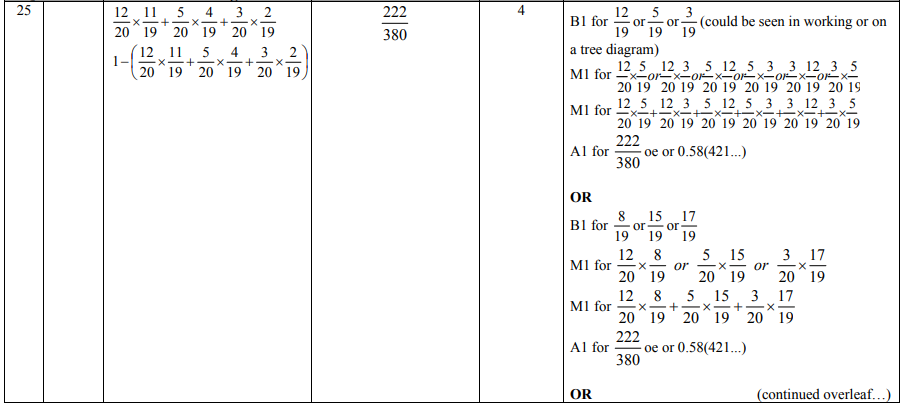 25
12/20 × 11/19 + 5/20 × 4/19 + 3/20 × 2/19
1–(12/20 × 11/19 + 5/20 × 4/19 + 3/20 × 2/19)
222/380
4
B1 for 12/19 or 5/19 or 3/19 (could be seen in working or on
a tree diagram)
M1 for 12/20 × 5/19 or 12/20 × 3/19 or 5/20 × 12/19 or 5/20 × 3/19 or 3/20 × 12/19 or 3/20 × 5/19
M1 for 12/20 × 5/19 + 12/20 × 3/19 + 5/20 × 12/19 + 5/20 × 3/19 + 3/20 × 12/19 + 3/20 × 5/19
A1 for 222/380 oe or 0.58(421...)
OR
B1 for 8/19 or 15/19 or 17/19
M1 for 12/20 × 8/19 or 5/20 × 15/19 or 3/20 × 17/19
M1 for 12/20 × 8/19 + 5/20 × 15/19 + 3/20 × 17/19
A1 for 222/380 oe or 0.58(421...)
OR (continued overleaf…)